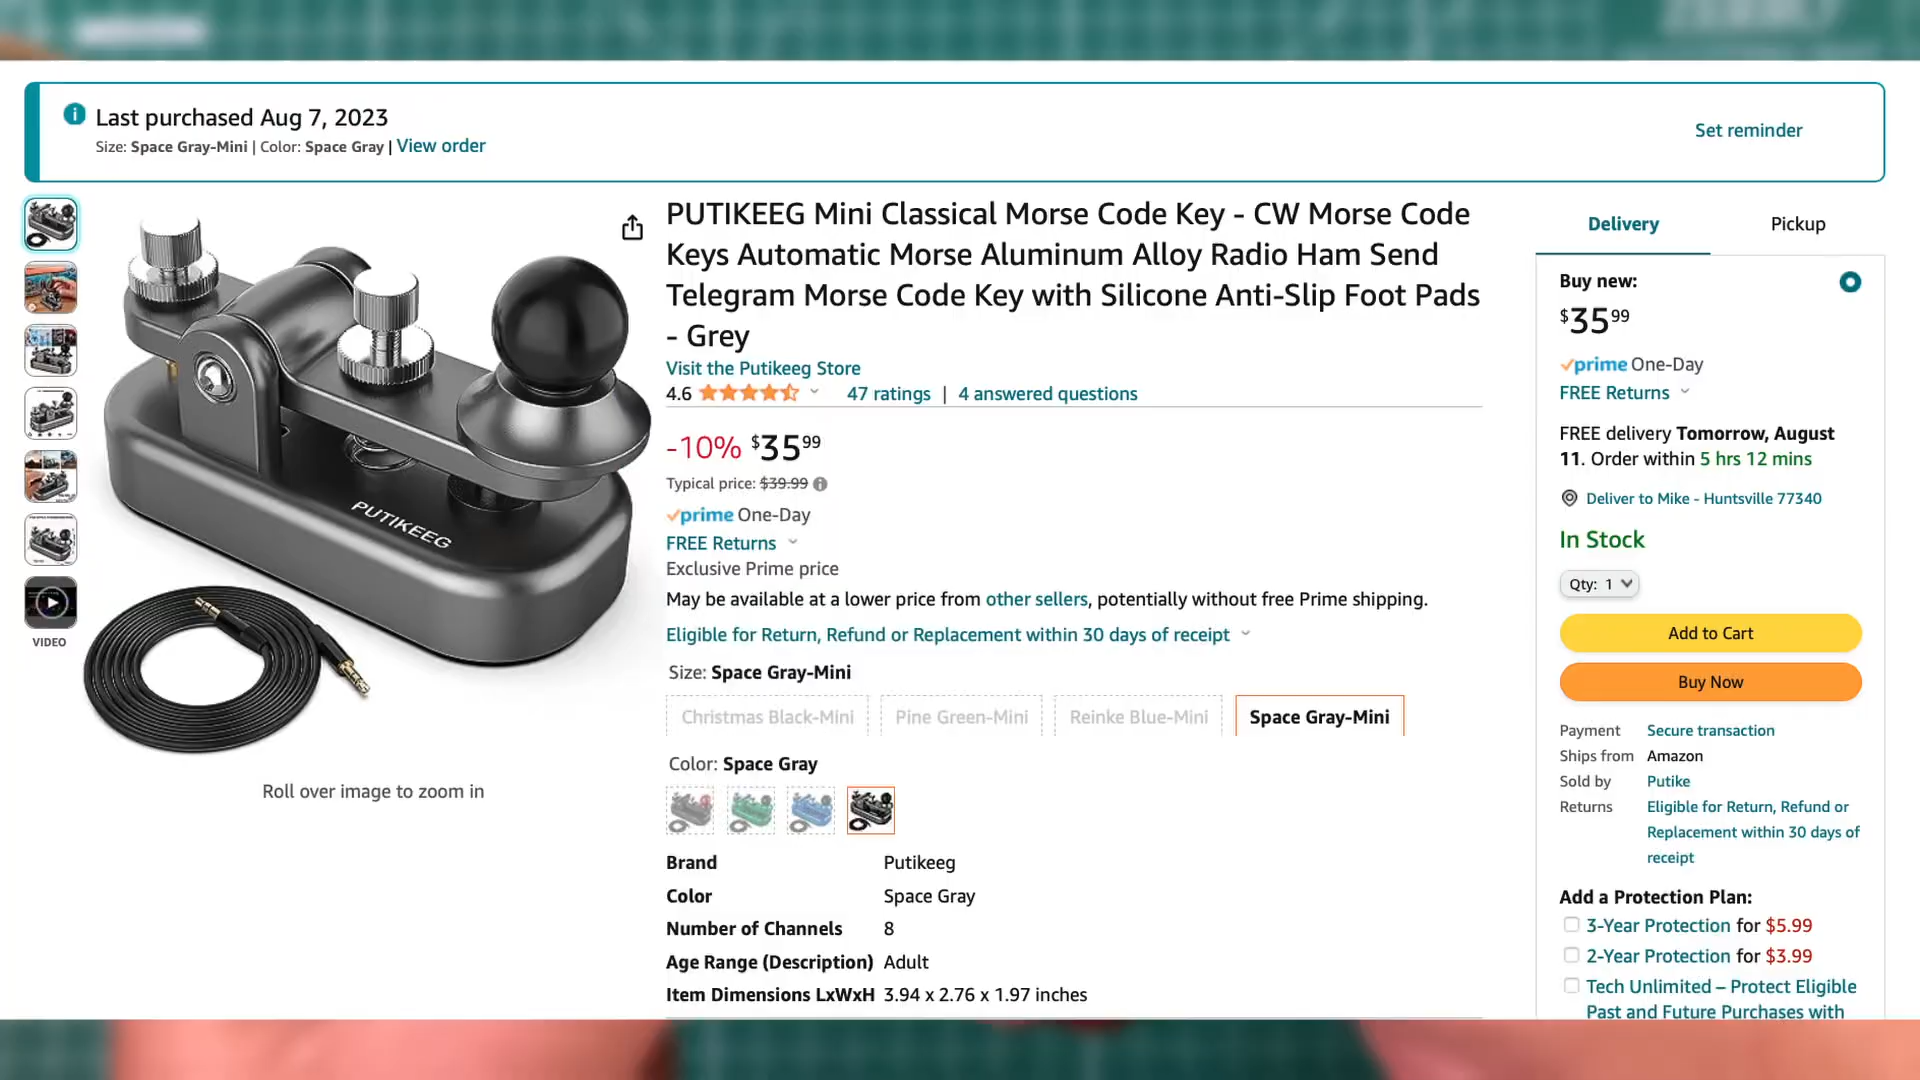 Last purchased Aug 7, 2023
Size: Space Gray-Mini | Color: Space Gray | View order
Set reminder
PUTIKEEG
VIDEO
Roll over image to zoom in
PUTIKEEG Mini Classical Morse Code Key - CW Morse Code
Keys Automatic Morse Aluminum Alloy Radio Ham Send
Telegram Morse Code Key with Silicone Anti-Slip Foot Pads
- Grey
Visit the Putikeeg Store
4.6 47 ratings | 4 answered questions
-10% $35 99
Typical price: $39.99
prime One-Day
FREE Returns
Exclusive Prime price
May be available at a lower price from other sellers, potentially without free Prime shipping.
Eligible for Return, Refund or Replacement within 30 days of receipt
Size: Space Gray-Mini
Christmas Black-Mini Pine Green-Mini Reinke Blue-Mini Space Gray-Mini
Color: Space Gray
Brand Putikeeg
Color Space Gray
Number of Channels 8
Age Range (Description) Adult
Item Dimensions LxWxH 3.94 x 2.76 x 1.97 inches
Delivery Pickup
Buy new:
$35 99
prime One-Day
FREE Returns
FREE delivery Tomorrow, August
11. Order within 5 hrs 12 mins
Deliver to Mike - Huntsville 77340
In Stock
Qty: 1
Add to Cart
Buy Now
Payment Secure transaction
Ships from Amazon
Sold by Putike
Returns Eligible for Return, Refund or
Replacement within 30 days of
receipt
Add a Protection Plan:
3-Year Protection for $5.99
2-Year Protection for $3.99
Tech Unlimited – Protect Eligible
Past and Future Purchases with